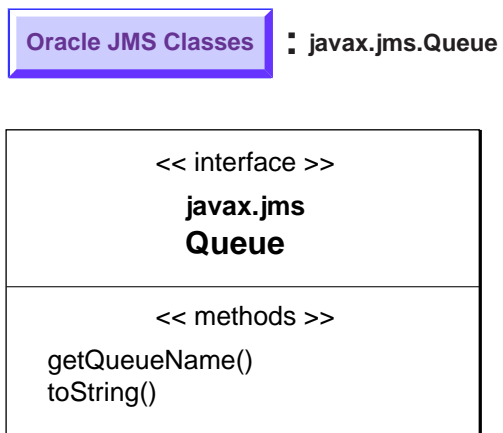 Oracle JMS Classes : javax.jms.Queue
<< interface >>
javax.jms
Queue
<< methods >>
getQueueName()
toString()